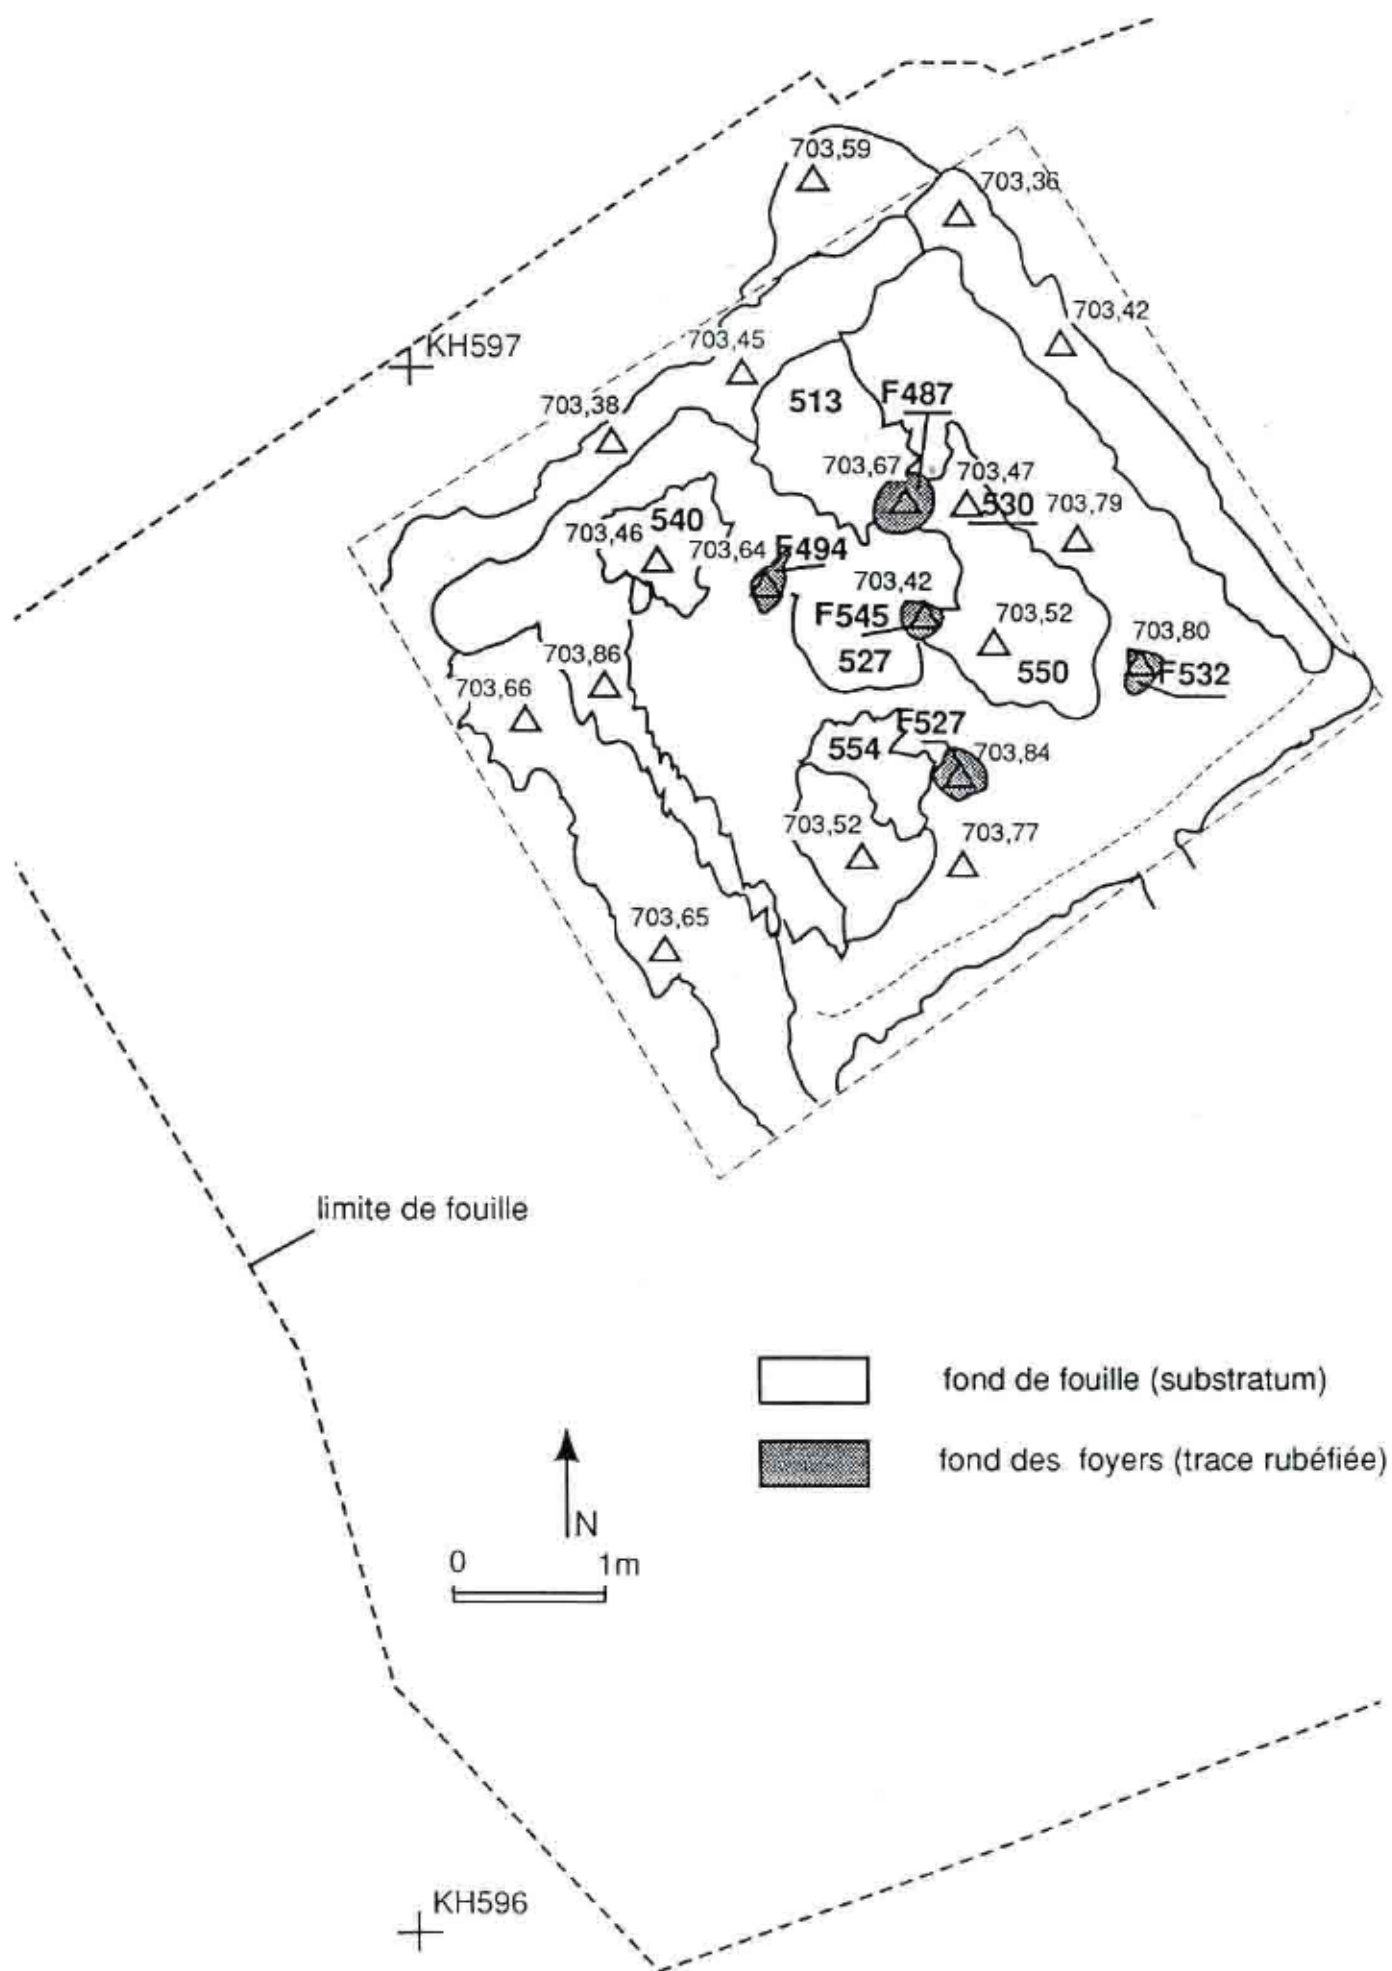 703,59
703,36
703,42
KH597
703,45
703,38
513
F487
703,67
703,47
530
703,79
540
703,46
703,64
F494
703,42
F545
527
703,52
550
703,80
F532
703,86
703,66
F527
554
703,84
703,52
703,77
703,65
limite de fouille
fond de fouille (substratum)
fond des foyers (trace rubéfiée)
N
0 1m
KH596